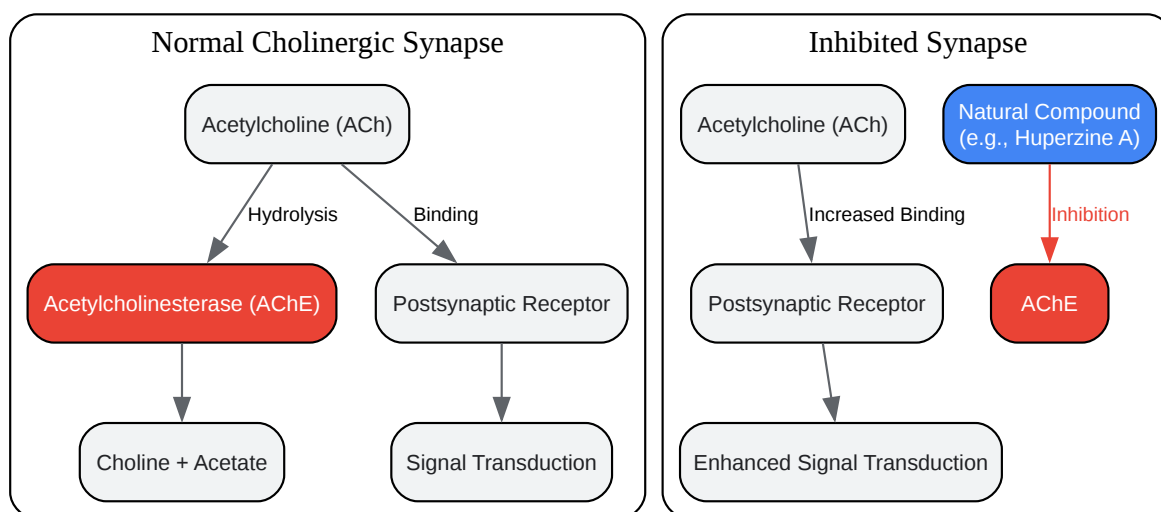 Normal Cholinergic Synapse
Acetylcholine (ACh)
Hydrolysis
Binding
Acetylcholinesterase (AChE)
Postsynaptic Receptor
Choline + Acetate
Signal Transduction
Inhibited Synapse
Acetylcholine (ACh)
Natural Compound
(e.g., Huperzine A)
Increased Binding
Inhibition
Postsynaptic Receptor
AChE
Enhanced Signal Transduction